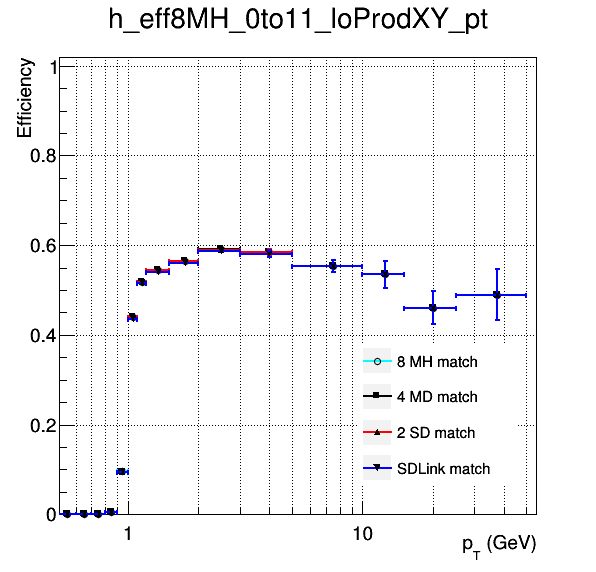 h_eff8MH_0to11_loProdXY_pt
Efficiency
1
0.8
0.6
0.4
0.2
0
8 MH match
4 MD match
2 SD match
SDLink match
1
10
pT (GeV)